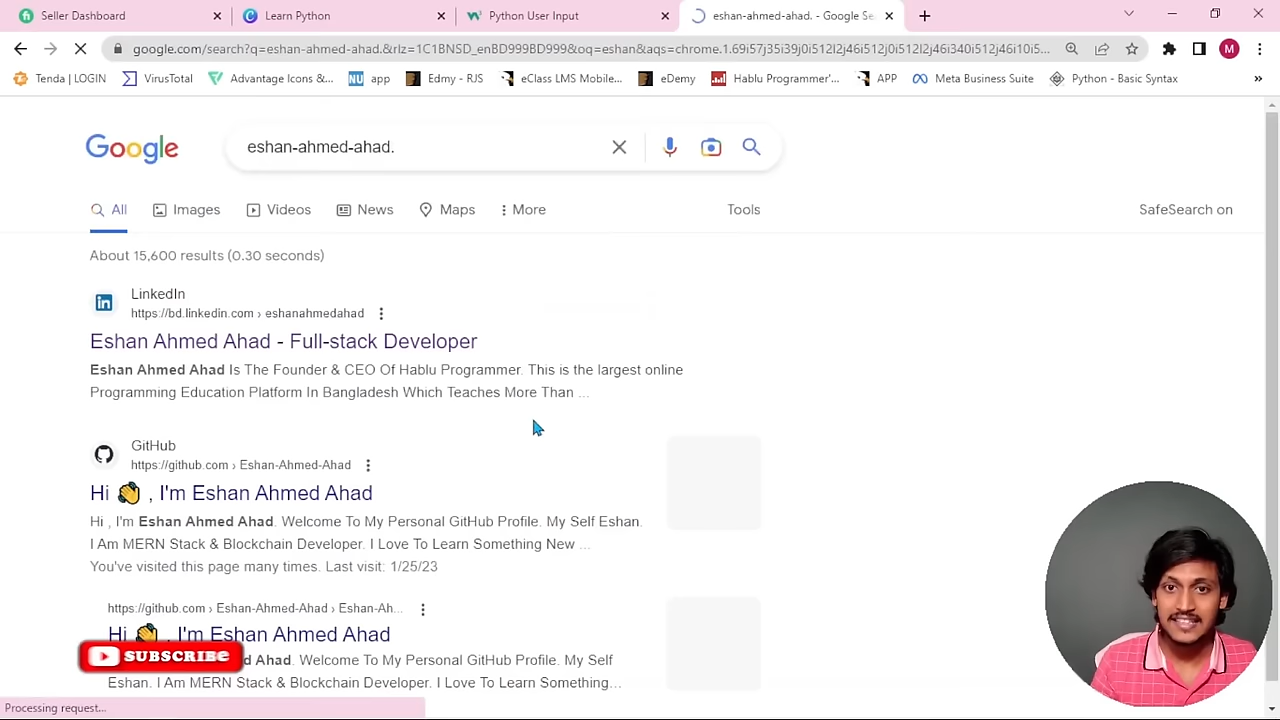 Seller Dashboard
Learn Python
Python User Input
eshan-ahmed-ahad. - Google Se
google.com/search?q=eshan-ahmed-ahad.&rlz=1C1BNSD_enBD999BD999&oq=eshan&aqs=chrome.1.69i57j35i39j0i512l2j46i512j0i512l2j46i340i512l2j46i10i5...
M
Tenda | LOGIN
VirusTotal
Advantage Icons &...
NU app
Edmy - RJS
eClass LMS Mobile...
eDemy
Hablu Programmer'...
APP
Meta Business Suite
Python - Basic Syntax
»
Google
eshan-ahmed-ahad.
All
Images
Videos
News
Maps
More
Tools
SafeSearch on
About 15,600 results (0.30 seconds)
LinkedIn
https://bd.linkedin.com › eshanahmedahad
Eshan Ahmed Ahad - Full-stack Developer
Eshan Ahmed Ahad Is The Founder & CEO Of Hablu Programmer. This is the largest online
Programming Education Platform In Bangladesh Which Teaches More Than ...
GitHub
https://github.com › Eshan-Ahmed-Ahad
Hi 👏 , I'm Eshan Ahmed Ahad
Hi , I'm Eshan Ahmed Ahad. Welcome To My Personal GitHub Profile. My Self Eshan.
I Am MERN Stack & Blockchain Developer. I Love To Learn Something New ...
You've visited this page many times. Last visit: 1/25/23
https://github.com › Eshan-Ahmed-Ahad › Eshan-Ah...
Hi 👏 , I'm Eshan Ahmed Ahad
SUBSCRIBE
Ahad. Welcome To My Personal GitHub Profile. My Self
Eshan. I Am MERN Stack & Blockchain Developer. I Love To Learn Something...
Processing request...